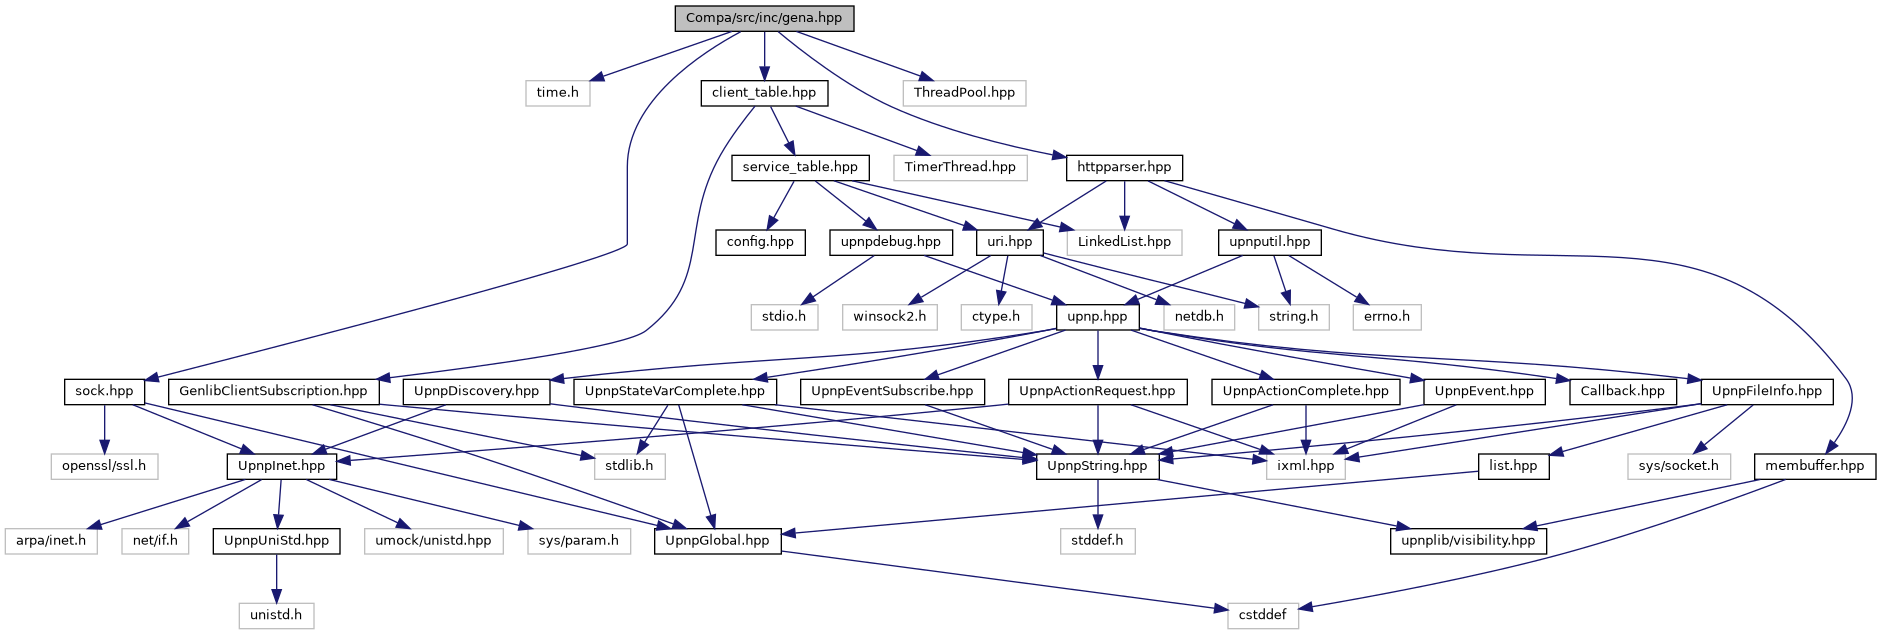 Compa/src/inc/gena.hpp
time.h
client_table.hpp
ThreadPool.hpp
service_table.hpp
TimerThread.hpp
httpparser.hpp
config.hpp
upnpdebug.hpp
uri.hpp
LinkedList.hpp
upnputil.hpp
stdio.h
winsock2.h
ctype.h
upnp.hpp
netdb.h
string.h
errno.h
sock.hpp
GenlibClientSubscription.hpp
UpnpDiscovery.hpp
UpnpStateVarComplete.hpp
UpnpEventSubscribe.hpp
UpnpActionRequest.hpp
UpnpActionComplete.hpp
UpnpEvent.hpp
Callback.hpp
UpnpFileInfo.hpp
openssl/ssl.h
UpnpInet.hpp
stdlib.h
UpnpString.hpp
ixml.hpp
list.hpp
sys/socket.h
membuffer.hpp
arpa/inet.h
net/if.h
UpnpUniStd.hpp
umock/unistd.hpp
sys/param.h
UpnpGlobal.hpp
stddef.h
upnplib/visibility.hpp
unistd.h
cstddef